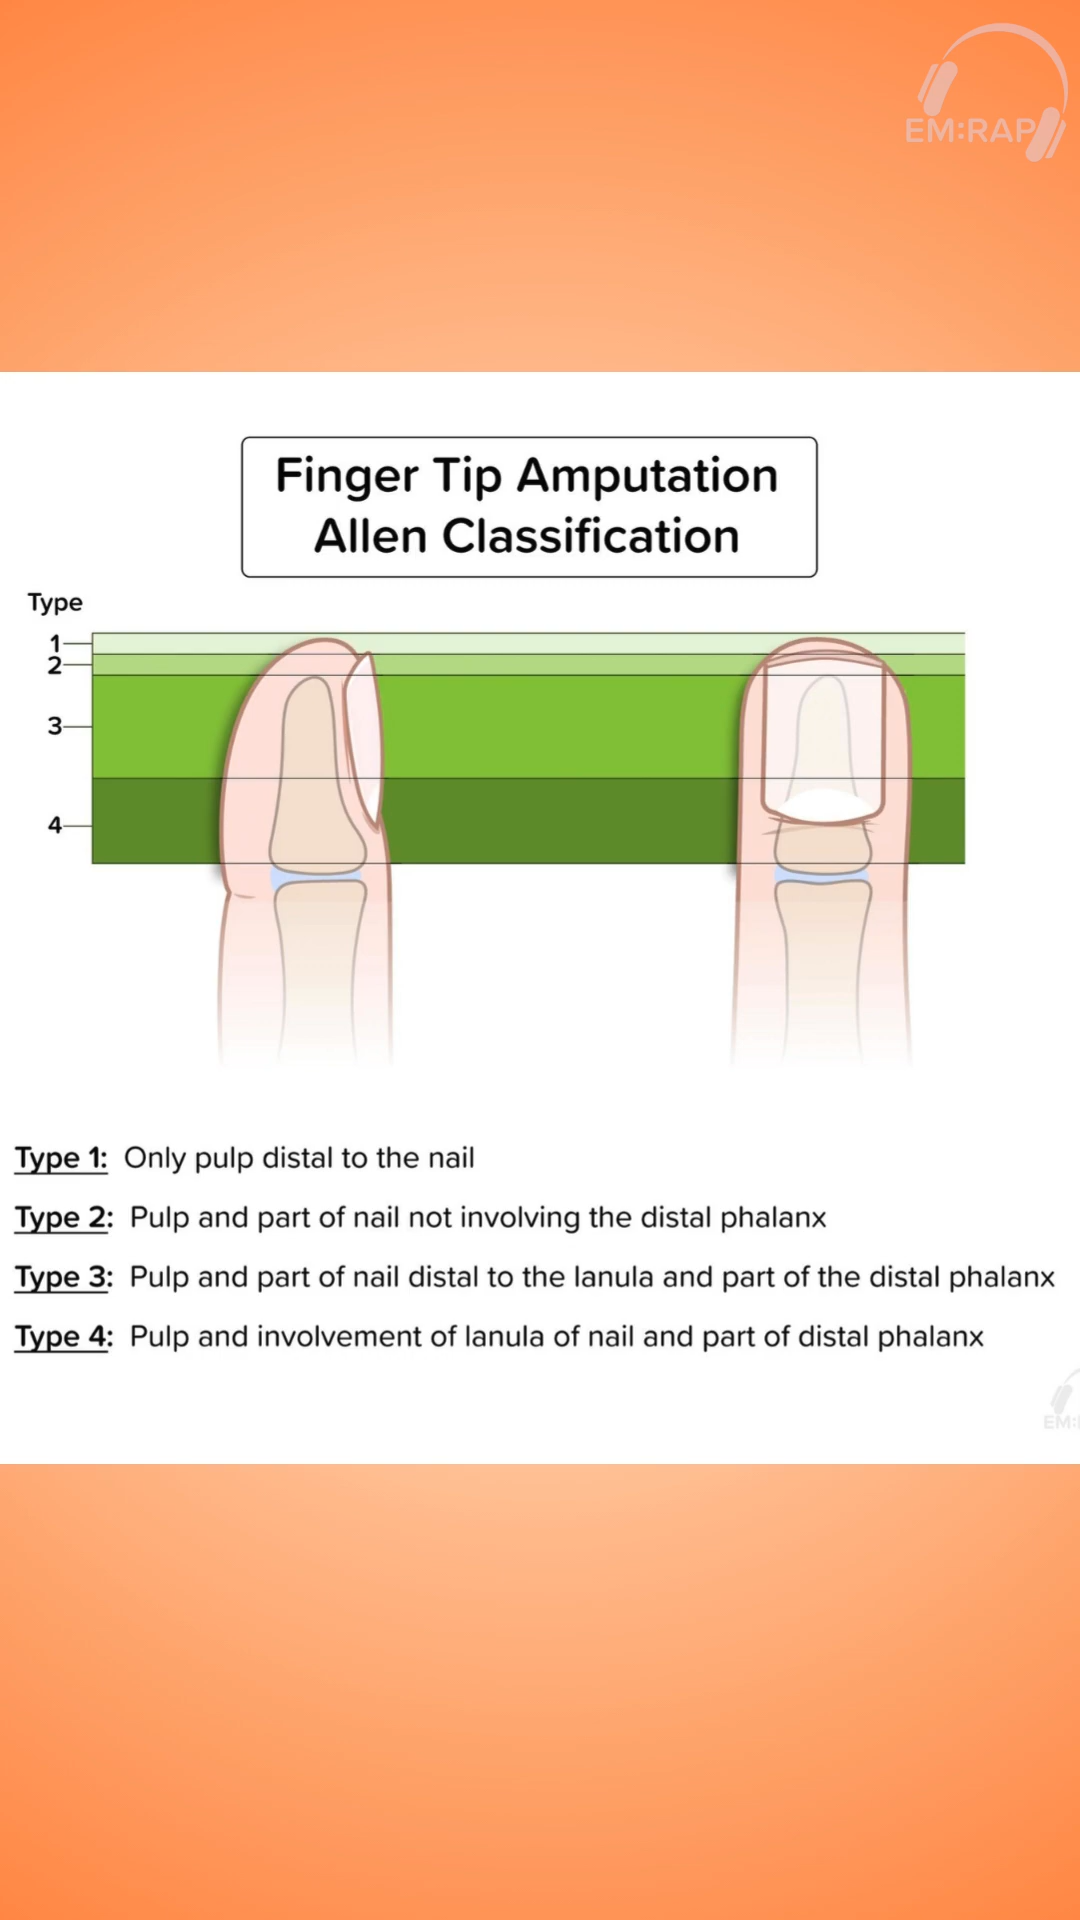 EM:RAP
Finger Tip Amputation
Allen Classification
Type
1
2
3
4
Type 1: Only pulp distal to the nail
Type 2: Pulp and part of nail not involving the distal phalanx
Type 3: Pulp and part of nail distal to the lanula and part of the distal phalanx
Type 4: Pulp and involvement of lanula of nail and part of distal phalanx
EM: